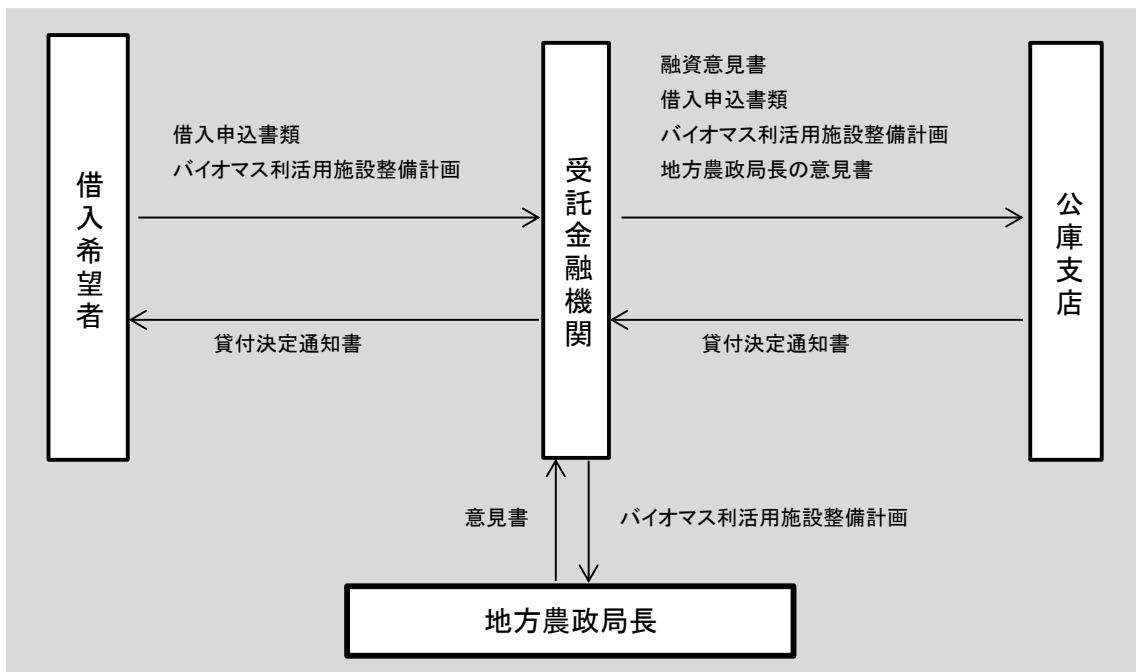 借入希望者
借入申込書類
バイオマス利活用施設整備計画
貸付決定通知書
受託金融機関
融資意見書
借入申込書類
バイオマス利活用施設整備計画
地方農政局長の意見書
貸付決定通知書
公庫支店
意見書
バイオマス利活用施設整備計画
地方農政局長